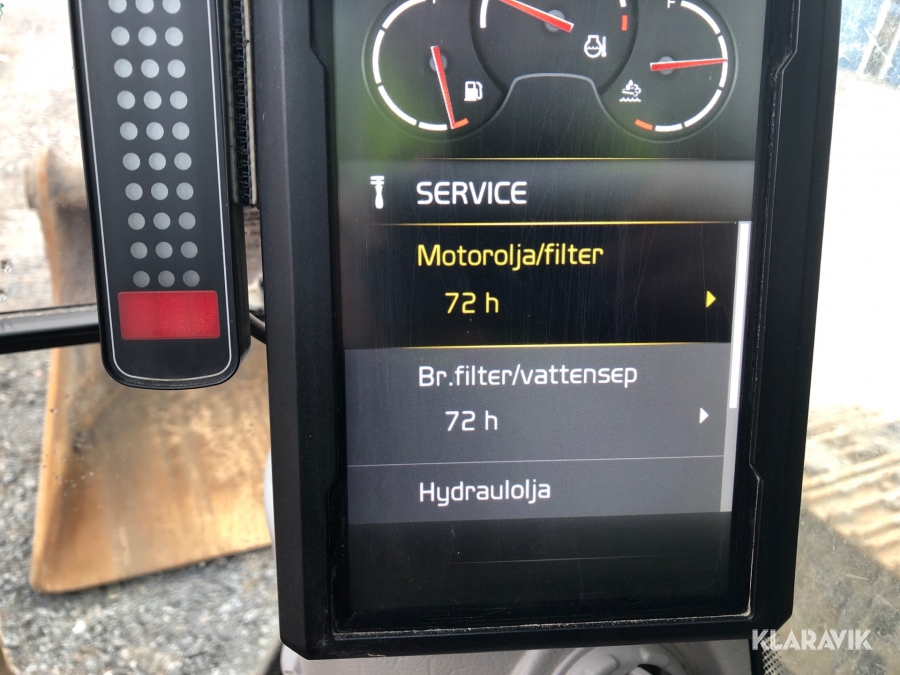 F
SERVICE
Motorolja/filter
72 h
Br.filter/vattensep
72 h
Hydraulolja
KLARAVIK